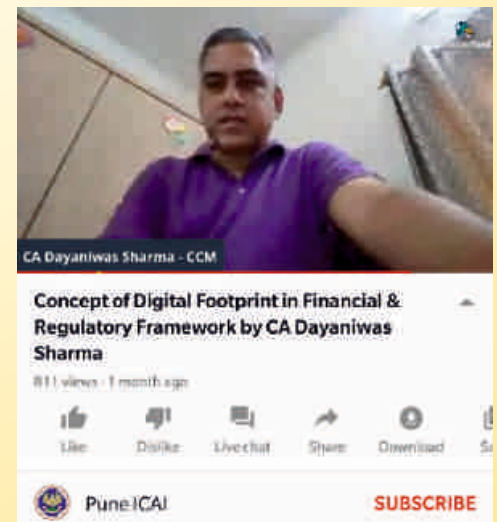 CA Dayaniwas Sharma - CCM
Concept of Digital Footprint in Financial &
Regulatory Framework by CA Dayaniwas
Sharma
811 views · 1 month ago
Like Dislike Live chat Share Download
Pune ICAI SUBSCRIBE